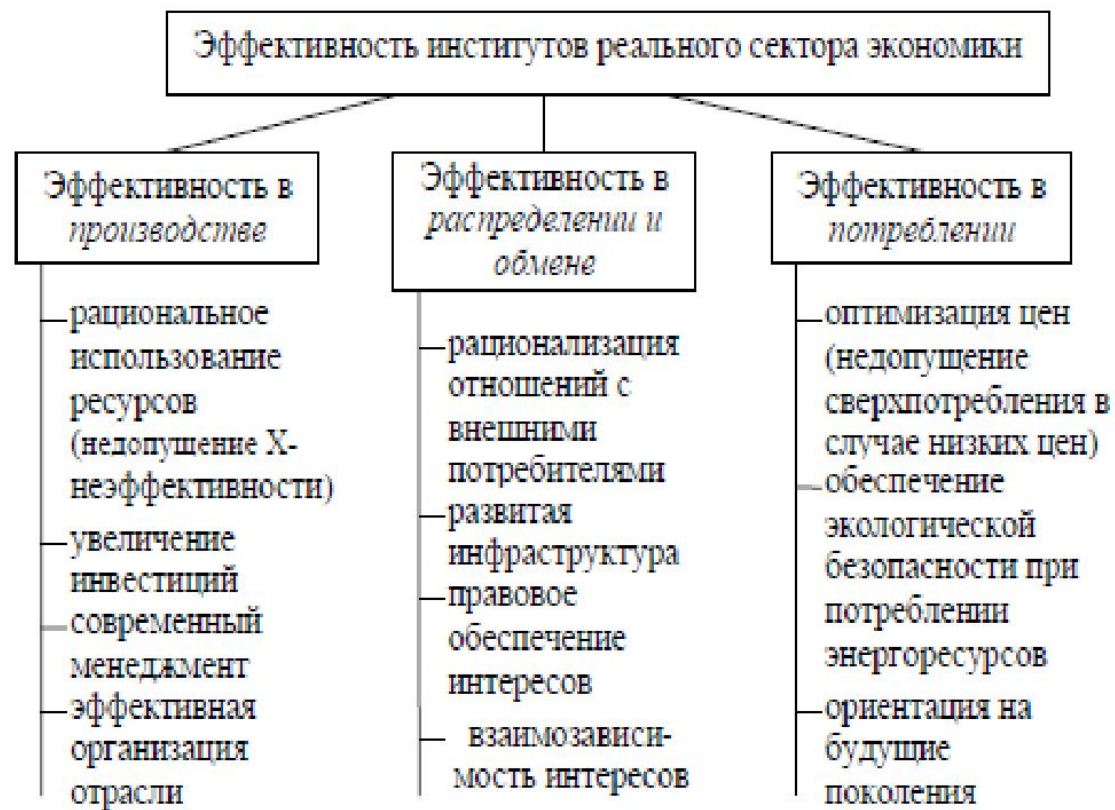 Эффективность институтов реального сектора экономики
Эффективность в
производстве
рациональное
использование
ресурсов
(недопущение Х-
неэффективности)
увеличение
инвестиций
современный
менеджмент
эффективная
организация
отрасли
Эффективность в
распределении и
обмене
рационализация
отношений с
внешними
потребителями
развитая
инфраструктура
правовое
обеспечение
интересов
взаимозависи-
мость интересов
Эффективность в
потреблении
оптимизация цен
(недопущение
сверхпотребления в
случае низких цен)
обеспечение
экологической
безопасности при
потреблении
энергоресурсов
ориентация на
будущие
поколения